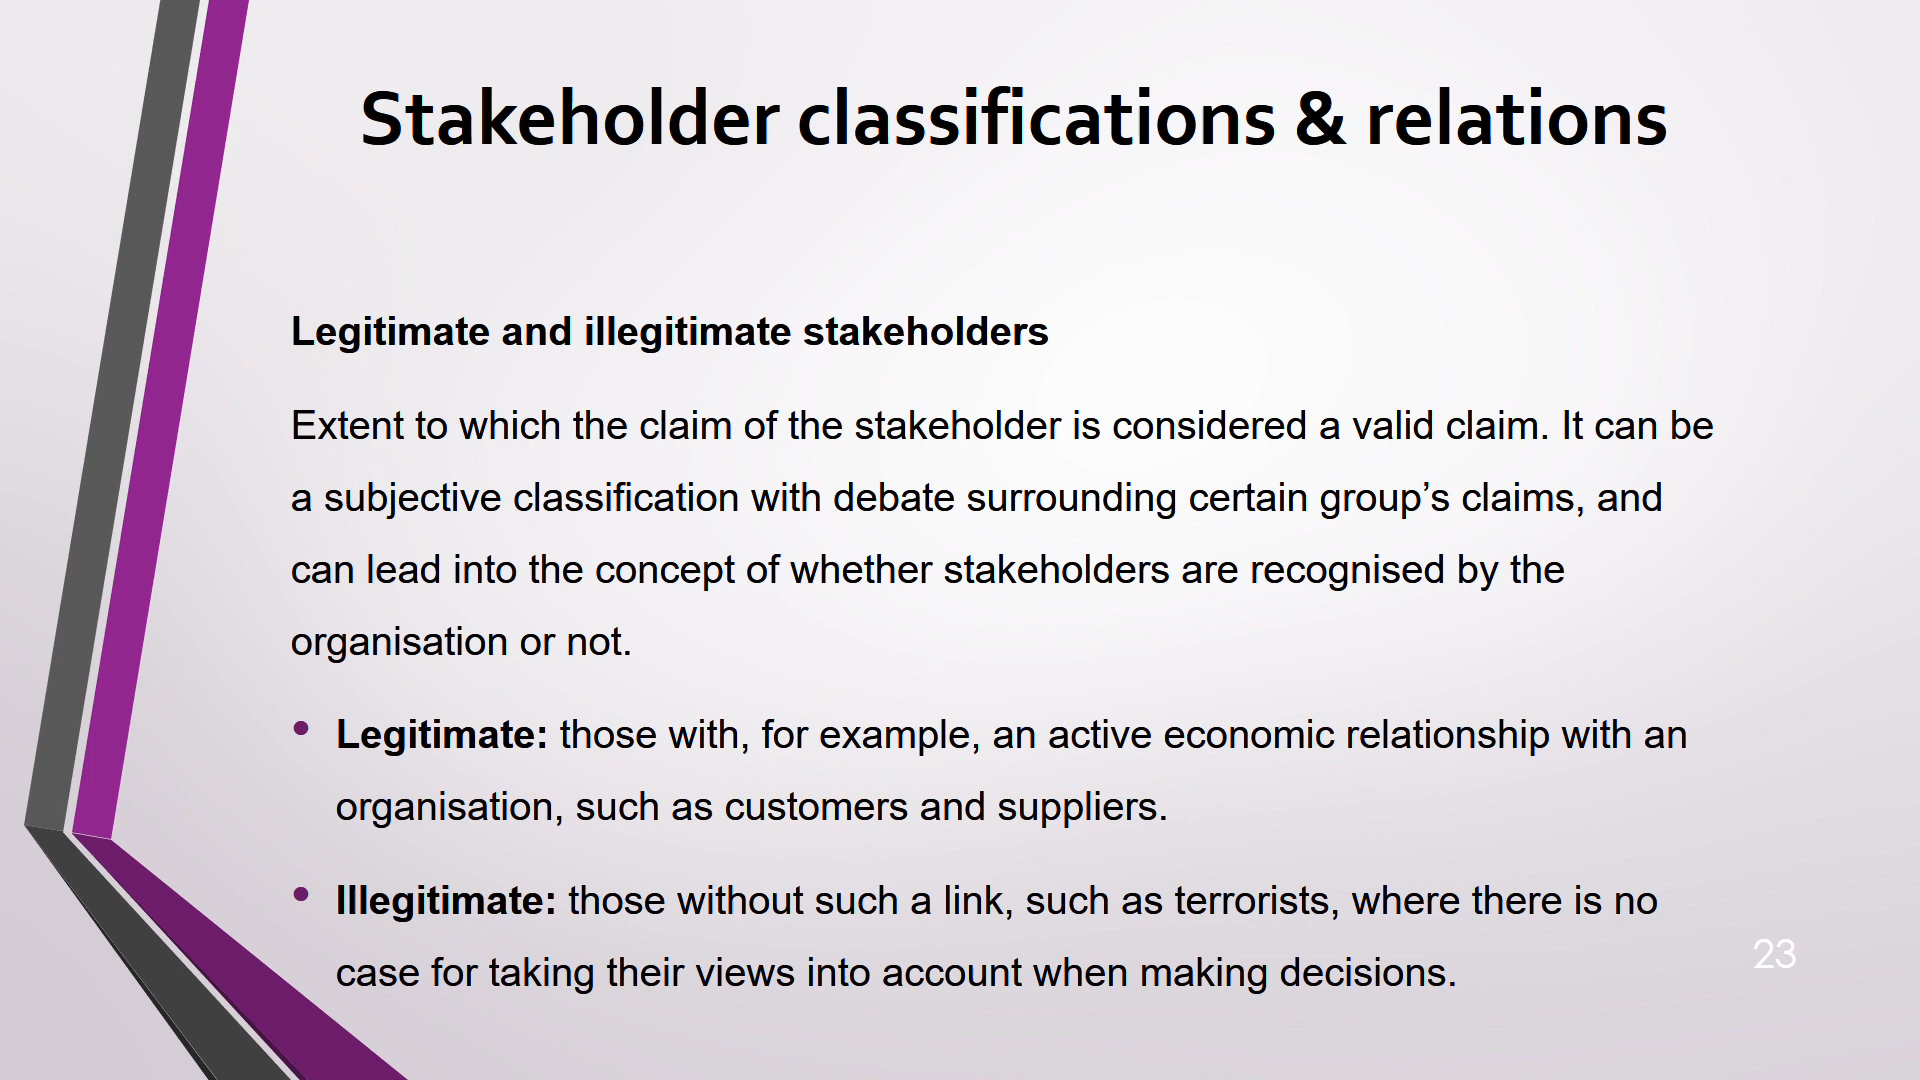 Stakeholder classifications & relations
Legitimate and illegitimate stakeholders
Extent to which the claim of the stakeholder is considered a valid claim. It can be
a subjective classification with debate surrounding certain group’s claims, and
can lead into the concept of whether stakeholders are recognised by the
organisation or not.
• Legitimate: those with, for example, an active economic relationship with an
organisation, such as customers and suppliers.
• Illegitimate: those without such a link, such as terrorists, where there is no
case for taking their views into account when making decisions.
23